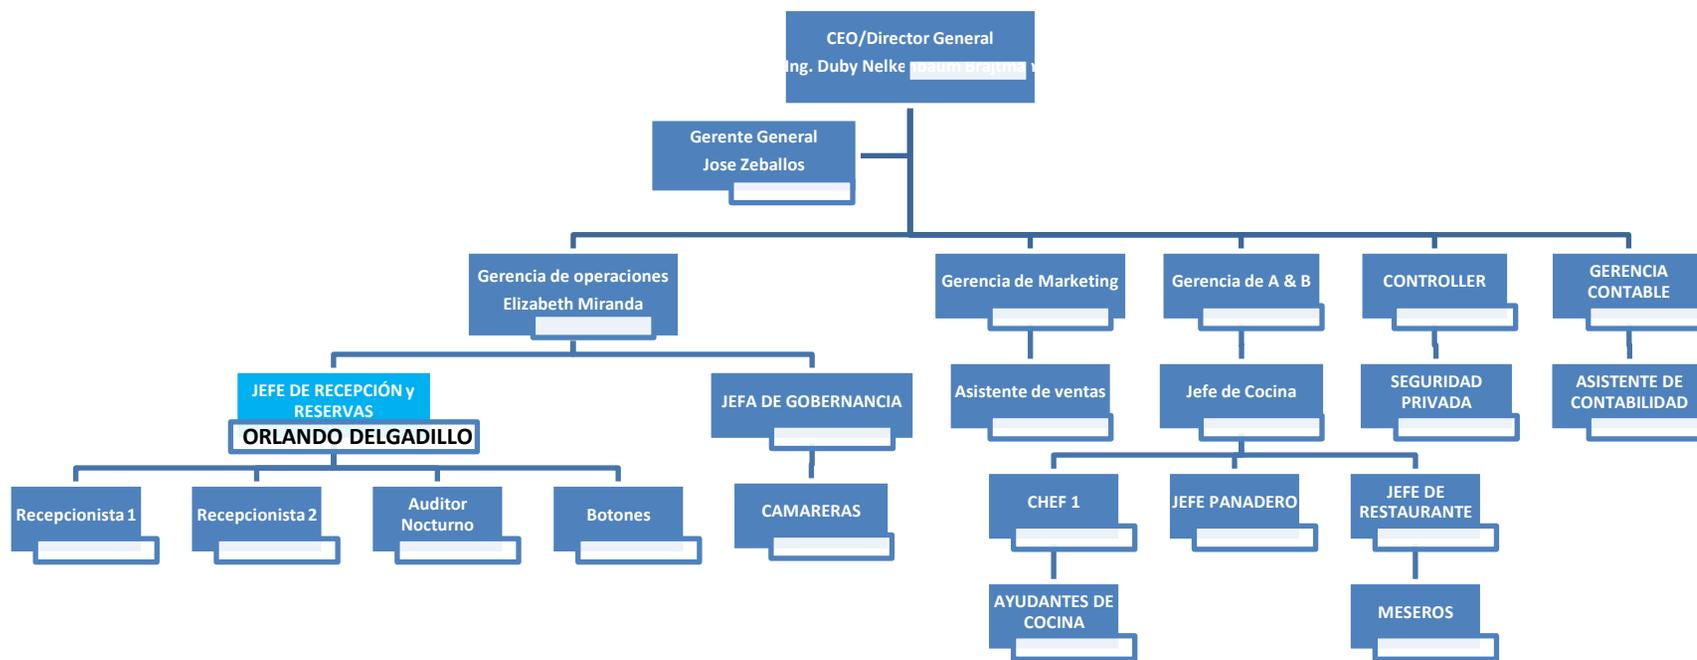 CEO/Director General
Ing. Duby Nelkenbaum Brajtman
Gerente General
Jose Zeballos
Gerencia de operaciones
Elizabeth Miranda
Gerencia de Marketing
Gerencia de A & B
CONTROLLER
GERENCIA
CONTABLE
JEFE DE RECEPCIÓN y
RESERVAS
ORLANDO DELGADILLO
JEFA DE GOBERNANCIA
Asistente de ventas
Jefe de Cocina
SEGURIDAD
PRIVADA
ASISTENTE DE
CONTABILIDAD
Recepcionista 1
Recepcionista 2
Auditor
Nocturno
Botones
CAMARERAS
CHEF 1
JEFE PANADERO
JEFE DE
RESTAURANTE
AYUDANTES DE
COCINA
MESEROS